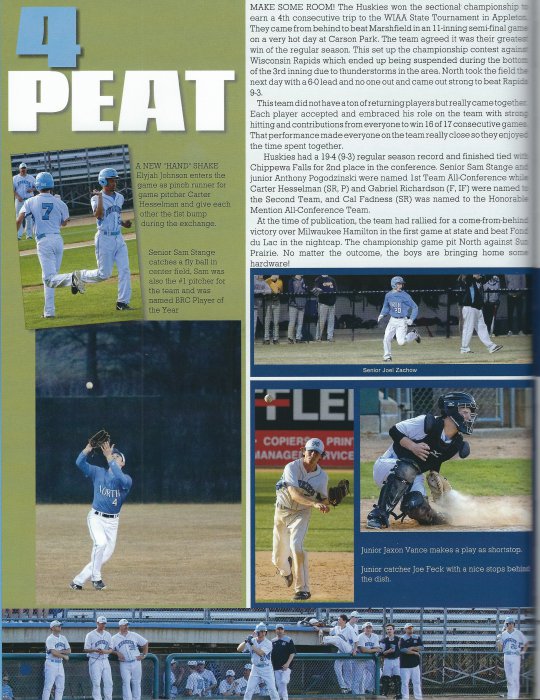 4
PEAT
MAKE SOME ROOM! The Huskies won the sectional championship to
earn a 4th consecutive trip to the WIAA State Tournament in Appleton.
They came from behind to beat Marshfield in an 11-inning semi-final game
on a very hot day at Carson Park. The team agreed it was their greatest
win of the regular season. This set up the championship contest against
Wisconsin Rapids which ended up being suspended during the bottom
of the 3rd inning due to thunderstorms in the area. North took the field the
next day with a 6-0 lead and no one out and came out strong to beat Rapids
9-3.
This team did not have a ton of returning players but really came together.
Each player accepted and embraced his role on the team with strong
hitting and contributions from everyone to win 16 of 17 consecutive games.
That performance made everyone on the team really close so they enjoyed
the time spent together.
Huskies had a 19-4 (9-3) regular season record and finished tied with
Chippewa Falls for 2nd place in the conference. Senior Sam Stange and
Junior Anthony Pogodzinski were named 1st Team All-Conference while
Carter Hesselman (SR, P) and Gabriel Richardson (F, IF) were named to
the Second Team, and Cal Fadness (SR) was named to the Honorable
Mention All-Conference Team.
At the time of publication, the team had rallied for a come-from-behind
victory over Milwaukee Hamilton in the first game at state and beat Fond
du Lac in the nightcap. The championship game pit North against Sun
Prairie. No matter the outcome, the boys are bringing home some
hardware!
A NEW "HAND" SHAKE
Elyjah Johnson enters the
game as pinch runner for
game pitcher Carter
Hesselman and give each
other the fist bump
during the exchange.
Senior Sam Stange
catches a fly ball in
center field, Sam was
also the #1 pitcher for
the team and was
named BRC Player of
the Year
7
Senior Joel Zachow
20
NORTH
4
FLE
COPIERS PRIN
MANAGE SERVICE
Junior Jaxon Vance makes a play as shortstop.
Junior catcher Joe Feck with a nice stops behind
the dish.